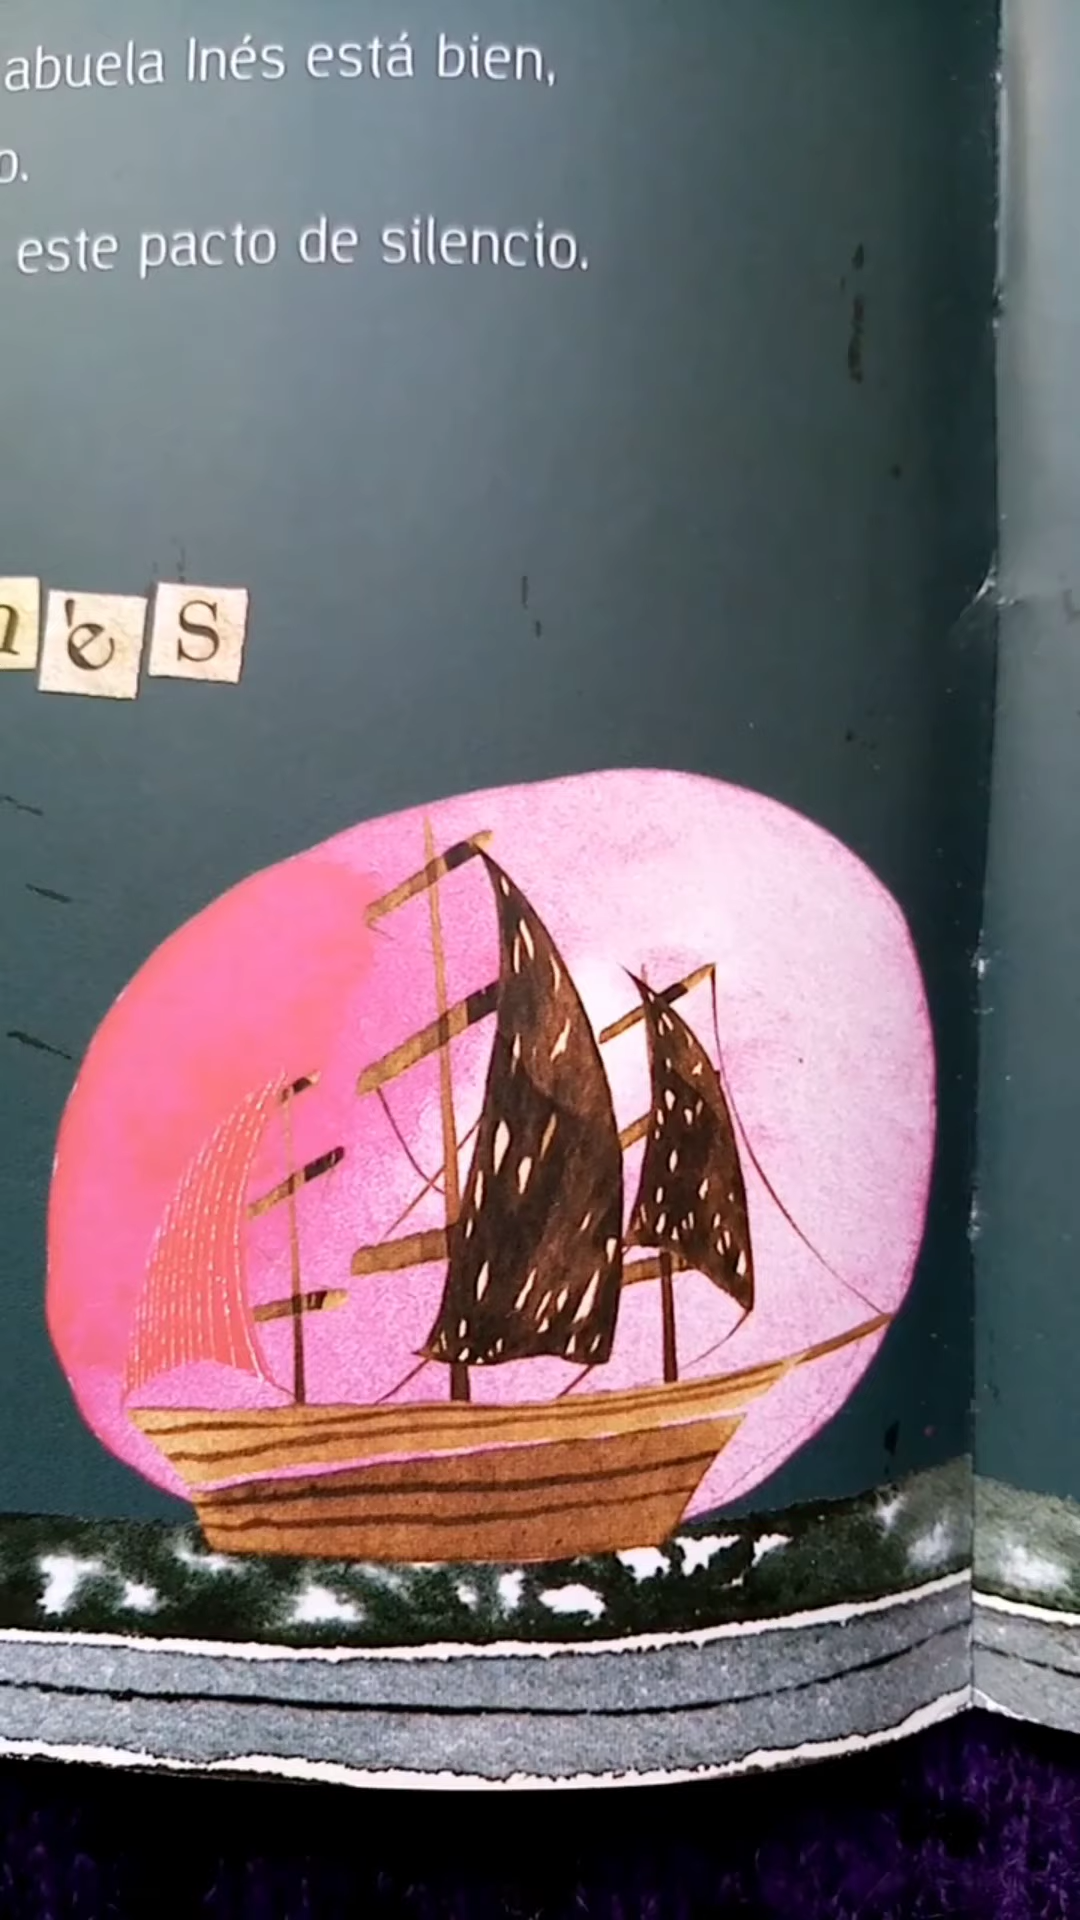 abuela Inés está bien,
o.
este pacto de silencio.
nés